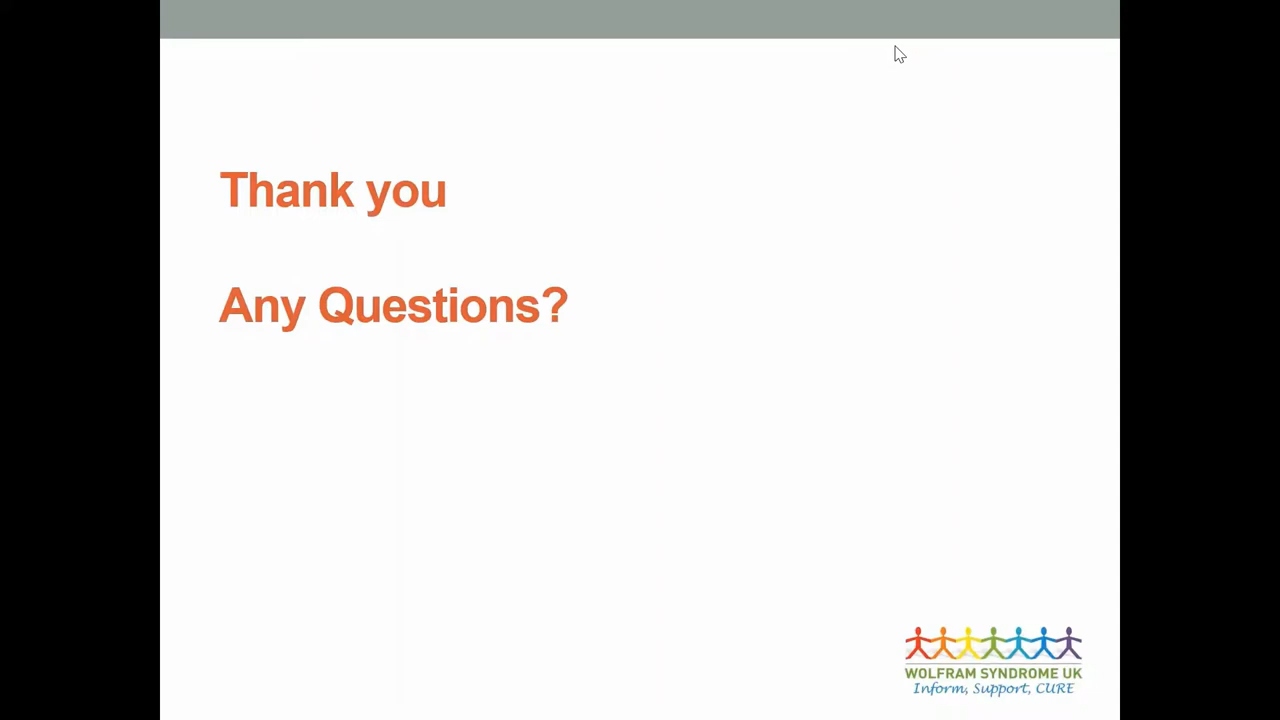 Thank you
Any Questions?
WOLFRAM SYNDROME UK
Inform, Support, CURE